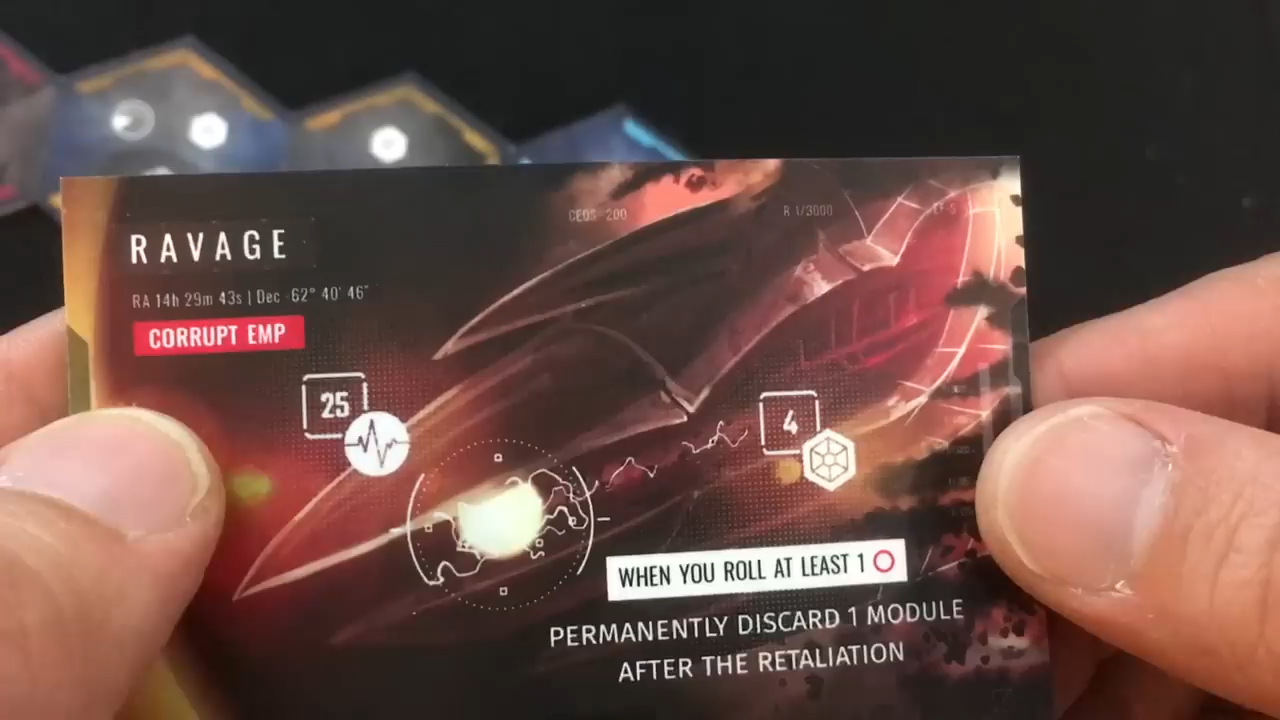 CEOS-200
R 1/3000
EF-S
RAVAGE
RA 14h 29m 43s | Dec -62° 40' 46"
CORRUPT EMP
25
4
WHEN YOU ROLL AT LEAST 1
PERMANENTLY DISCARD 1 MODULE
AFTER THE RETALIATION